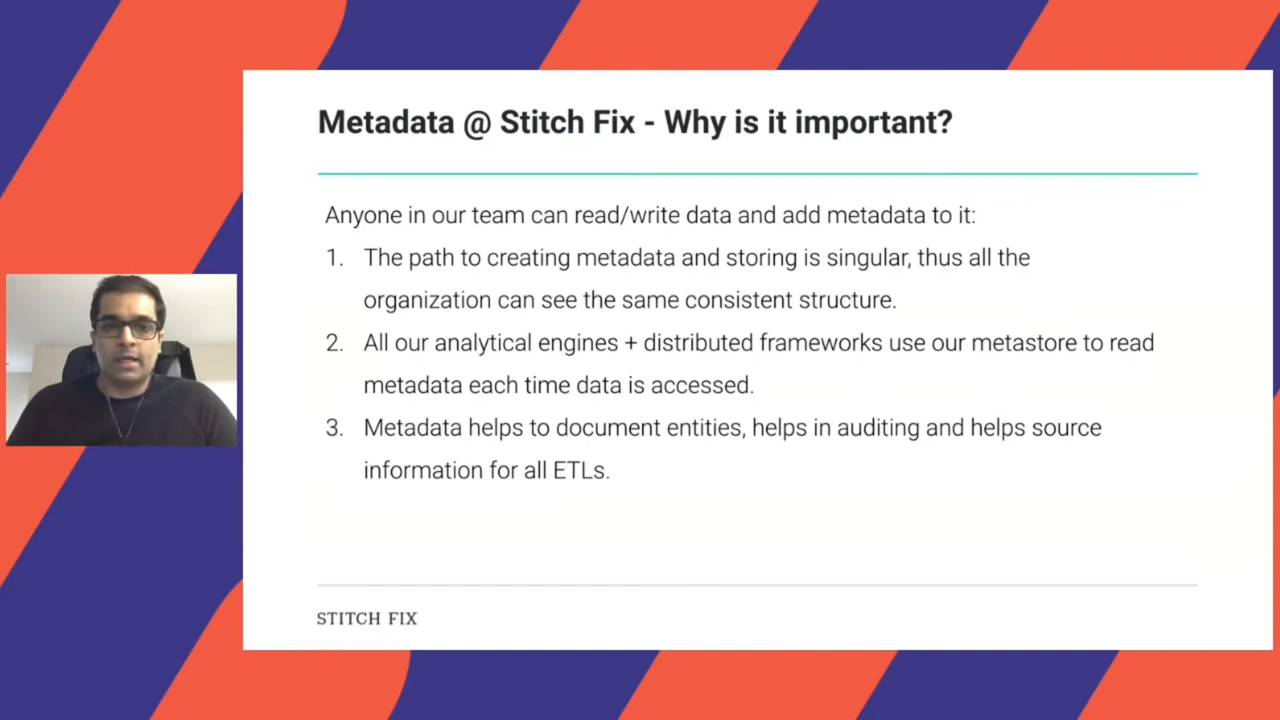 Metadata @ Stitch Fix - Why is it important?
Anyone in our team can read/write data and add metadata to it:
1. The path to creating metadata and storing is singular, thus all the
organization can see the same consistent structure.
2. All our analytical engines + distributed frameworks use our metastore to read
metadata each time data is accessed.
3. Metadata helps to document entities, helps in auditing and helps source
information for all ETLs.
STITCH FIX